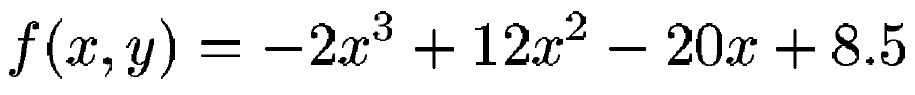 f(x, y) = −2x³ + 12x² − 20x + 8.5